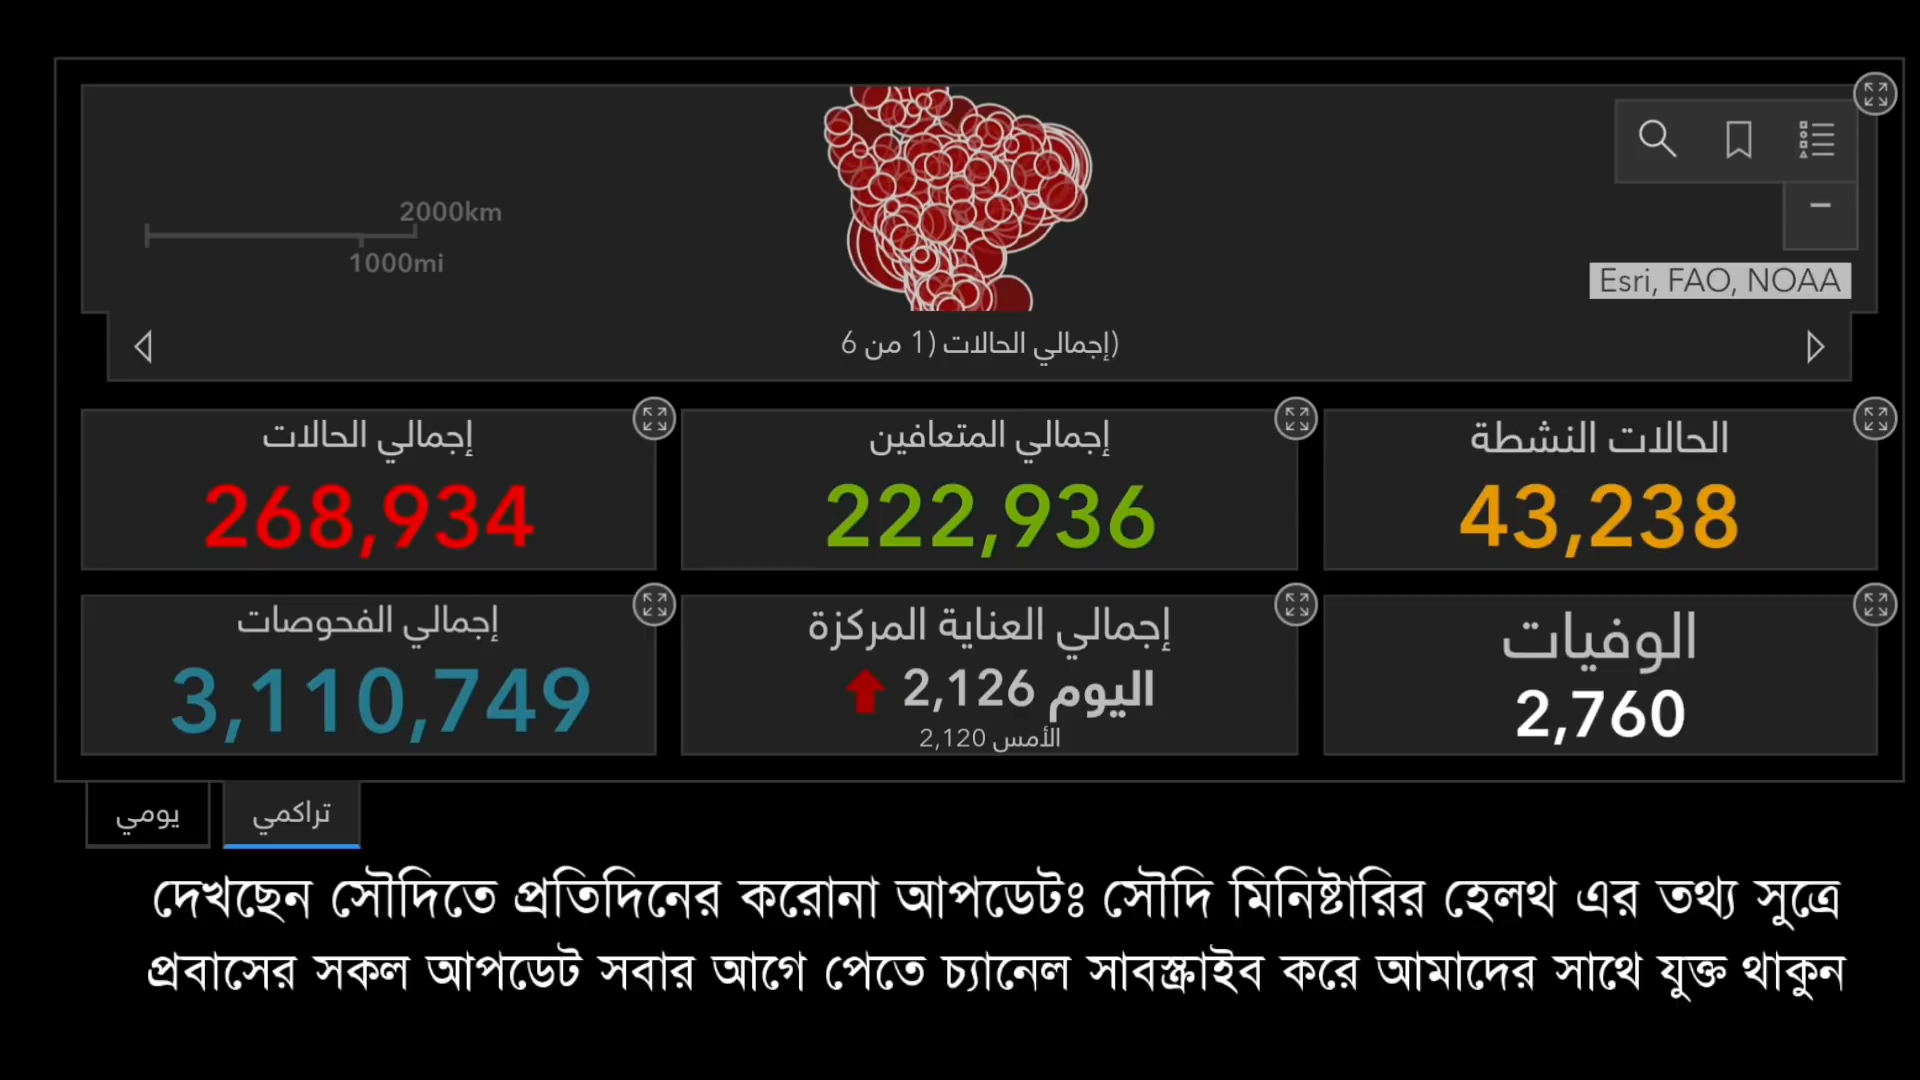 2000km
1000mi
Esri, FAO, NOAA
إجمالي الحالات (1 من 6)
إجمالي الحالات
268,934
إجمالي المتعافين
222,936
الحالات النشطة
43,238
إجمالي الفحوصات
3,110,749
إجمالي العناية المركزة
اليوم 2,126
الأمس 2,120
الوفيات
2,760
يومي
تراكمي
দেখছেন সৌদিতে প্রতিদিনের করোনা আপডেটঃ সৌদি মিনিষ্টারির হেলথ এর তথ্য সুত্রে
প্রবাসের সকল আপডেট সবার আগে পেতে চ্যানেল সাবস্ক্রাইব করে আমাদের সাথে যুক্ত থাকুন